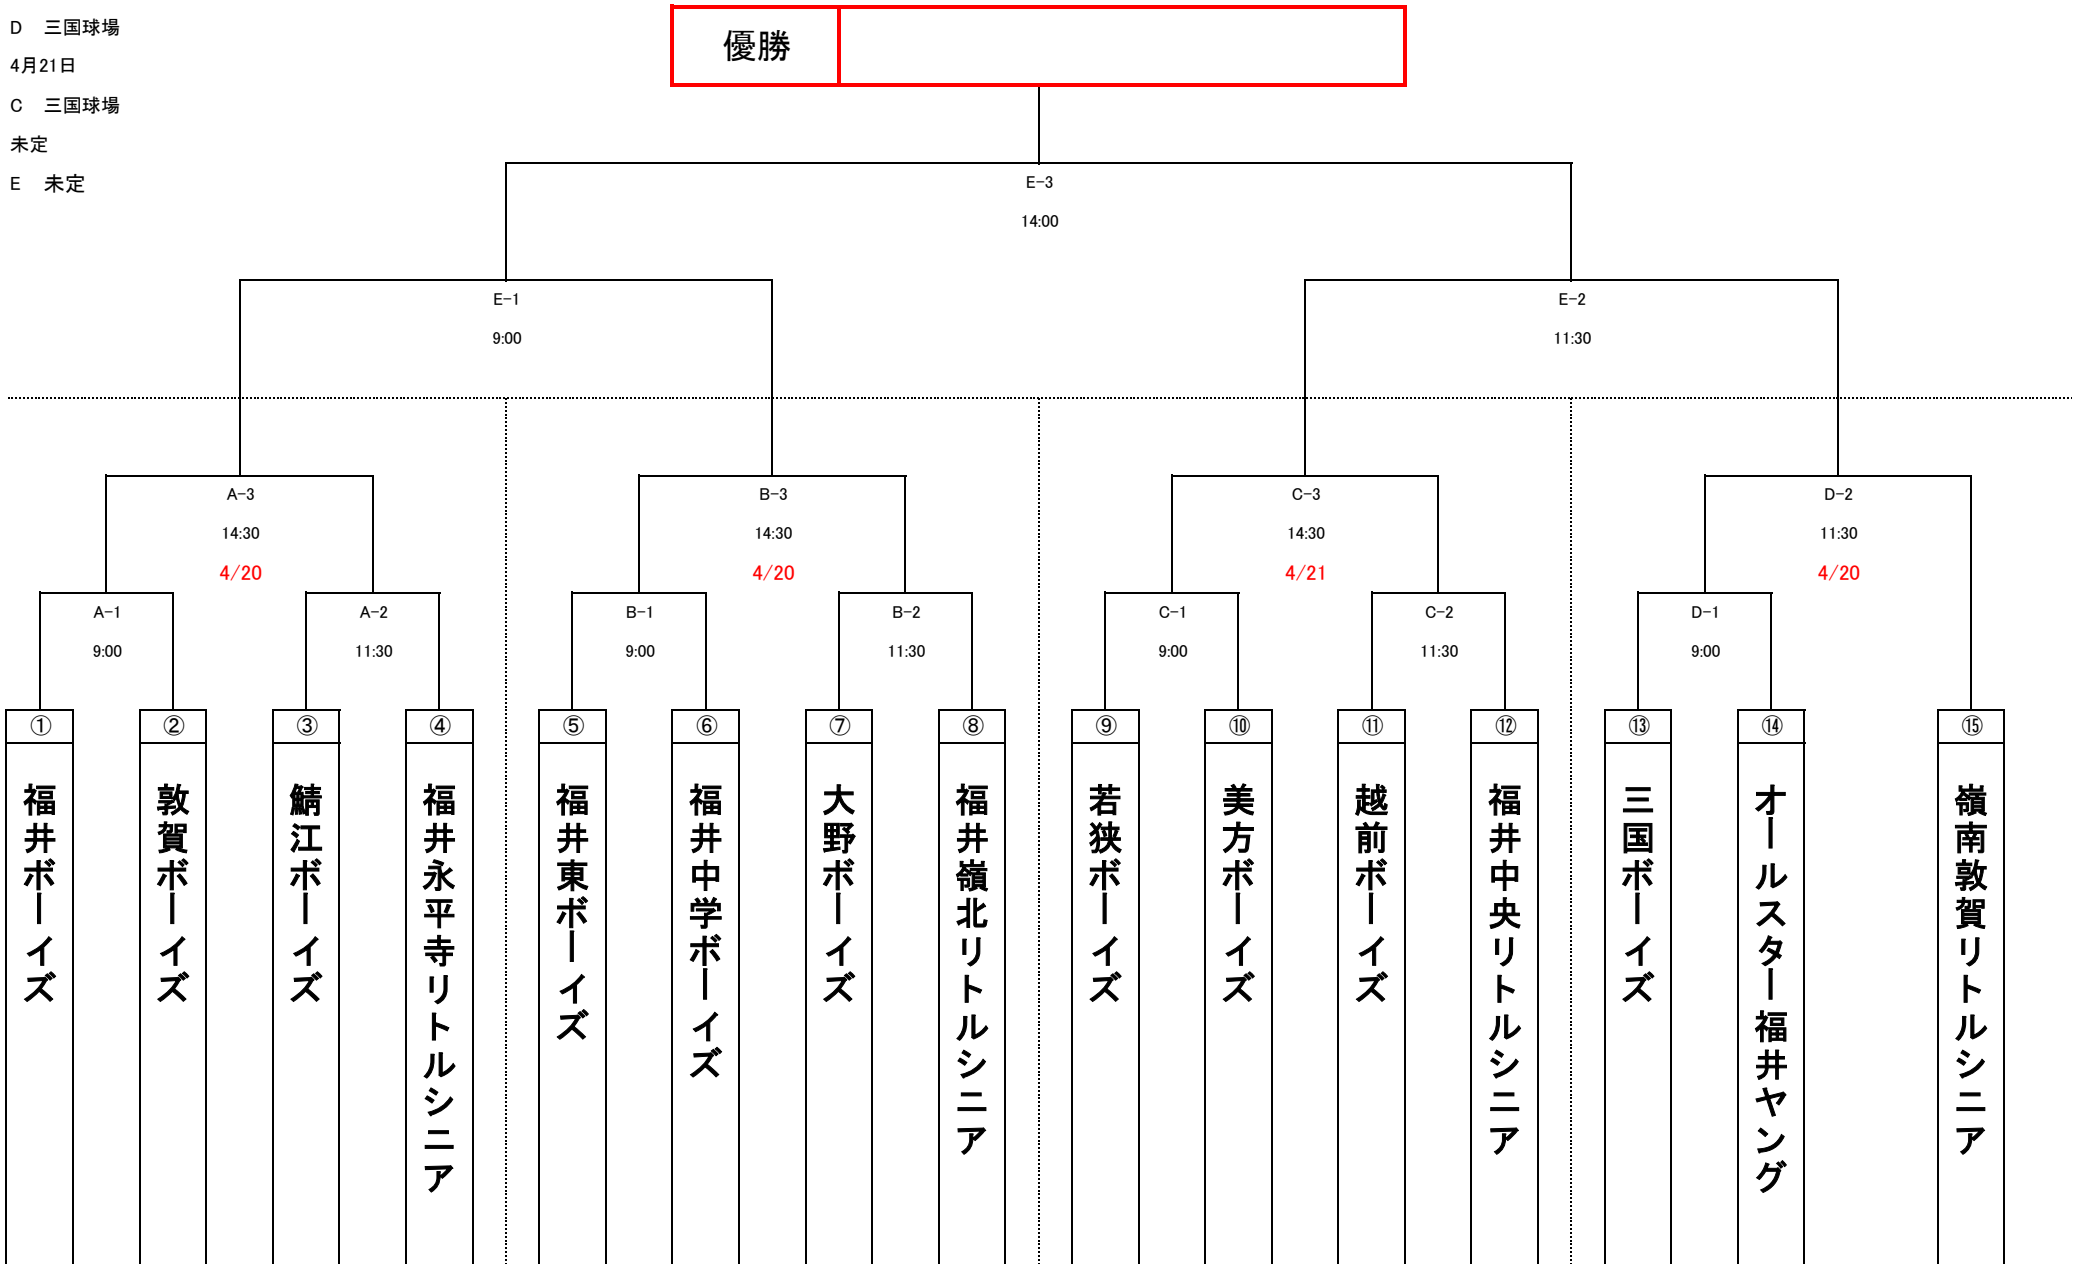 D 三国球場
4月21日
C 三国球場
未定
E 未定
優勝
E-3
14:00
E-1
9:00
E-2
11:30
A-3
14:30
4/20
B-3
14:30
4/20
C-3
14:30
4/21
D-2
11:30
4/20
A-1
9:00
A-2
11:30
B-1
9:00
B-2
11:30
C-1
9:00
C-2
11:30
D-1
9:00
①
福井ボーイズ
②
敦賀ボーイズ
③
鯖江ボーイズ
④
福井永平寺リトルシニア
⑤
福井東ボーイズ
⑥
福井中学ボーイズ
⑦
大野ボーイズ
⑧
福井嶺北リトルシニア
⑨
若狭ボーイズ
⑩
美方ボーイズ
⑪
越前ボーイズ
⑫
福井中央リトルシニア
⑬
三国ボーイズ
⑭
オールスター福井ヤング
⑮
嶺南敦賀リトルシニア